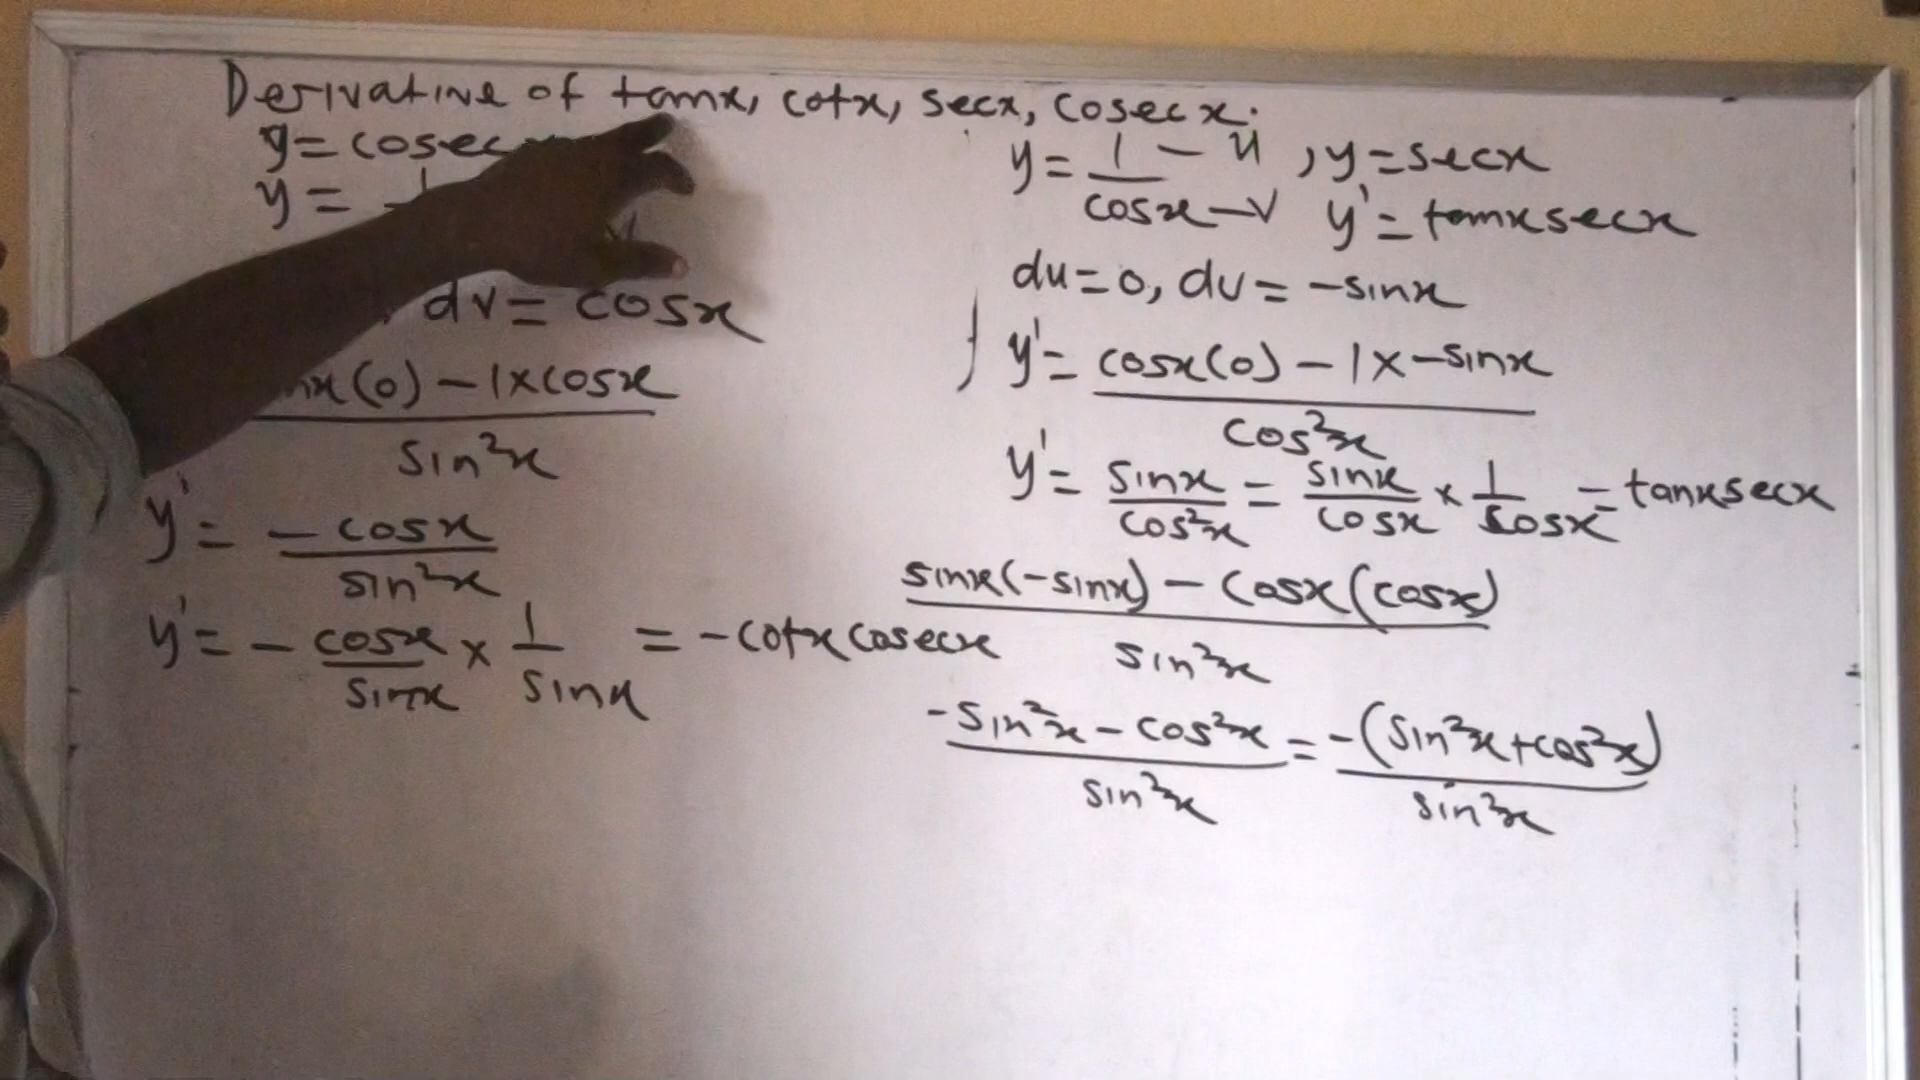 Derivative of tanx, cotx, secx, cosec x.
y = cosec
y =
dv = cosx
(0) - 1xcosx
sin²x
y' = - cosx
sin²x
y' = - cosx x 1 = -cotx cosecx
sinx sinx
y = 1 - u , y = secx
cosx - v y' = tanxsecx
du = 0, dv = -sinx
y' = cosx(0) - 1x-sinx
cos²x
y' = sinx = sinx x 1 = tanxsecx
cos²x cosx cosx
sinx(-sinx) - cosx(cosx)
sin²x
-sin²x - cos²x = -(sin²x+cos²x)
sin²x sin²x